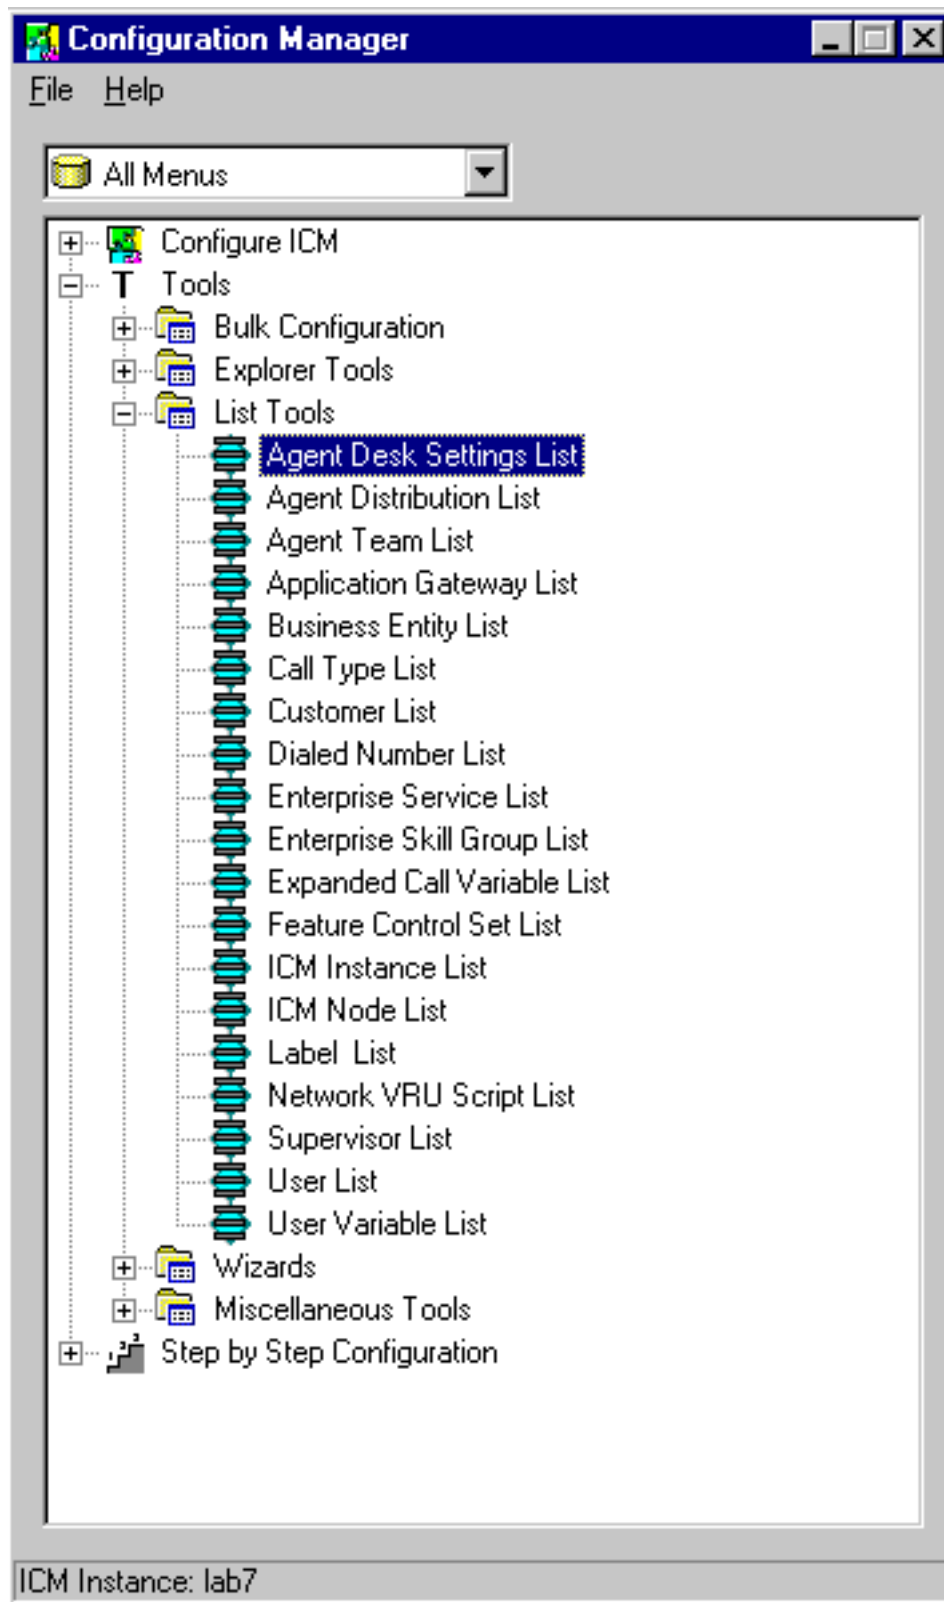 Configuration Manager
File Help
All Menus
Configure ICM
T Tools
Bulk Configuration
Explorer Tools
List Tools
Agent Desk Settings List
Agent Distribution List
Agent Team List
Application Gateway List
Business Entity List
Call Type List
Customer List
Dialed Number List
Enterprise Service List
Enterprise Skill Group List
Expanded Call Variable List
Feature Control Set List
ICM Instance List
ICM Node List
Label  List
Network VRU Script List
Supervisor List
User List
User Variable List
Wizards
Miscellaneous Tools
Step by Step Configuration
ICM Instance: lab7